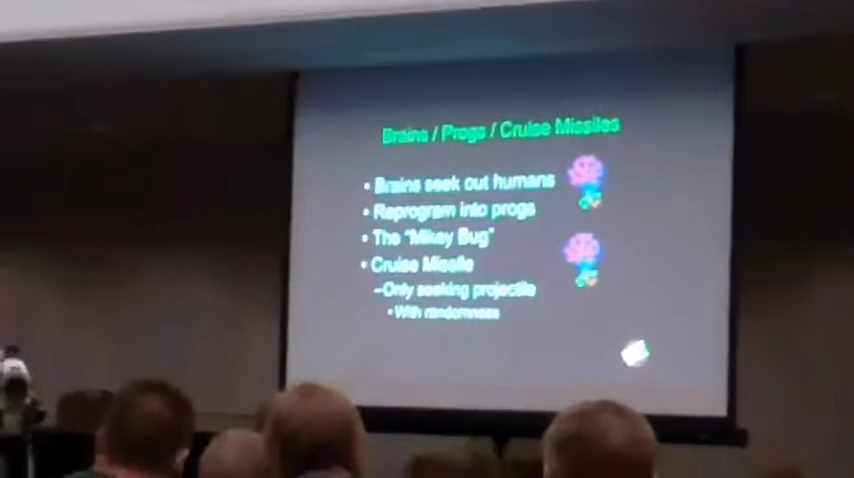 Brains / Progs / Cruise Missiles
• Brains seek out humans
• Reprogram into progs
• The "Mikey Bug"
• Cruise Missile
–Only seeking projectile
• With randomness